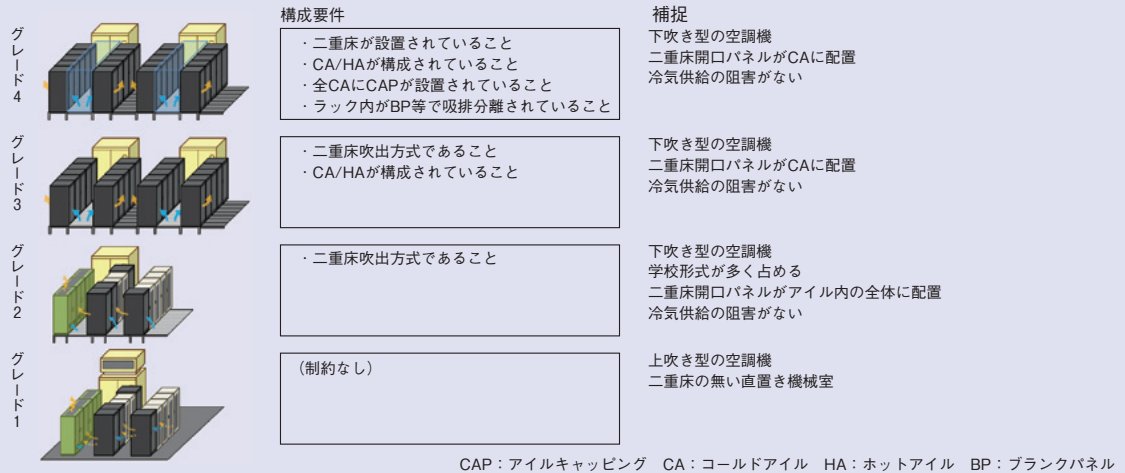 構成要件
補捉
グレード4
・二重床が設置されていること
・CA/HAが構成されていること
・全CAにCAPが設置されていること
・ラック内がBP等で吸排分離されていること
下吹き型の空調機
二重床開口パネルがCAに配置
冷気供給の阻害がない
グレード3
・二重床吹出方式であること
・CA/HAが構成されていること
下吹き型の空調機
二重床開口パネルがCAに配置
冷気供給の阻害がない
グレード2
・二重床吹出方式であること
下吹き型の空調機
学校形式が多く占める
二重床開口パネルがアイル内の全体に配置
冷気供給の阻害がない
グレード1
（制約なし）
上吹き型の空調機
二重床の無い直置き機械室
CAP：アイルキャッピング　CA：コールドアイル　HA：ホットアイル　BP：ブランクパネル